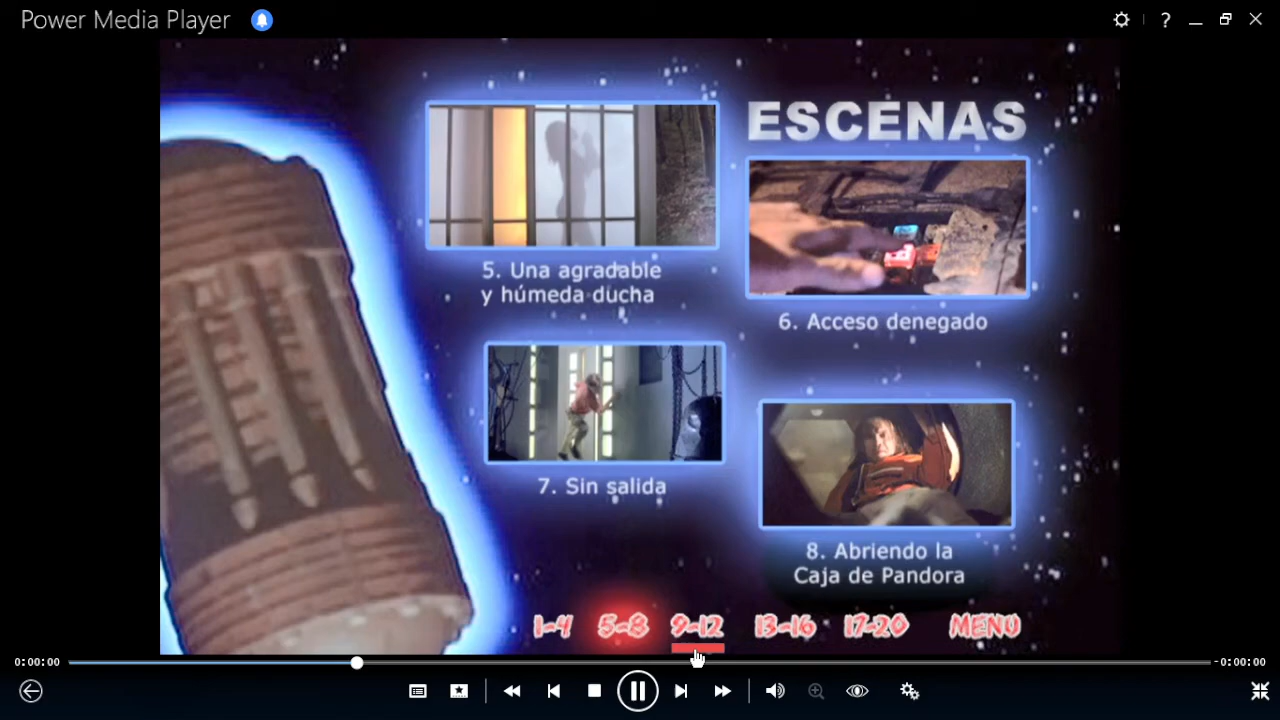 Power Media Player
ESCENAS
5. Una agradable
y húmeda ducha
6. Acceso denegado
7. Sin salida
8. Abriendo la
Caja de Pandora
1-4 5-8 9-12 13-16 17-20 MENU
0:00:00 -0:00:00